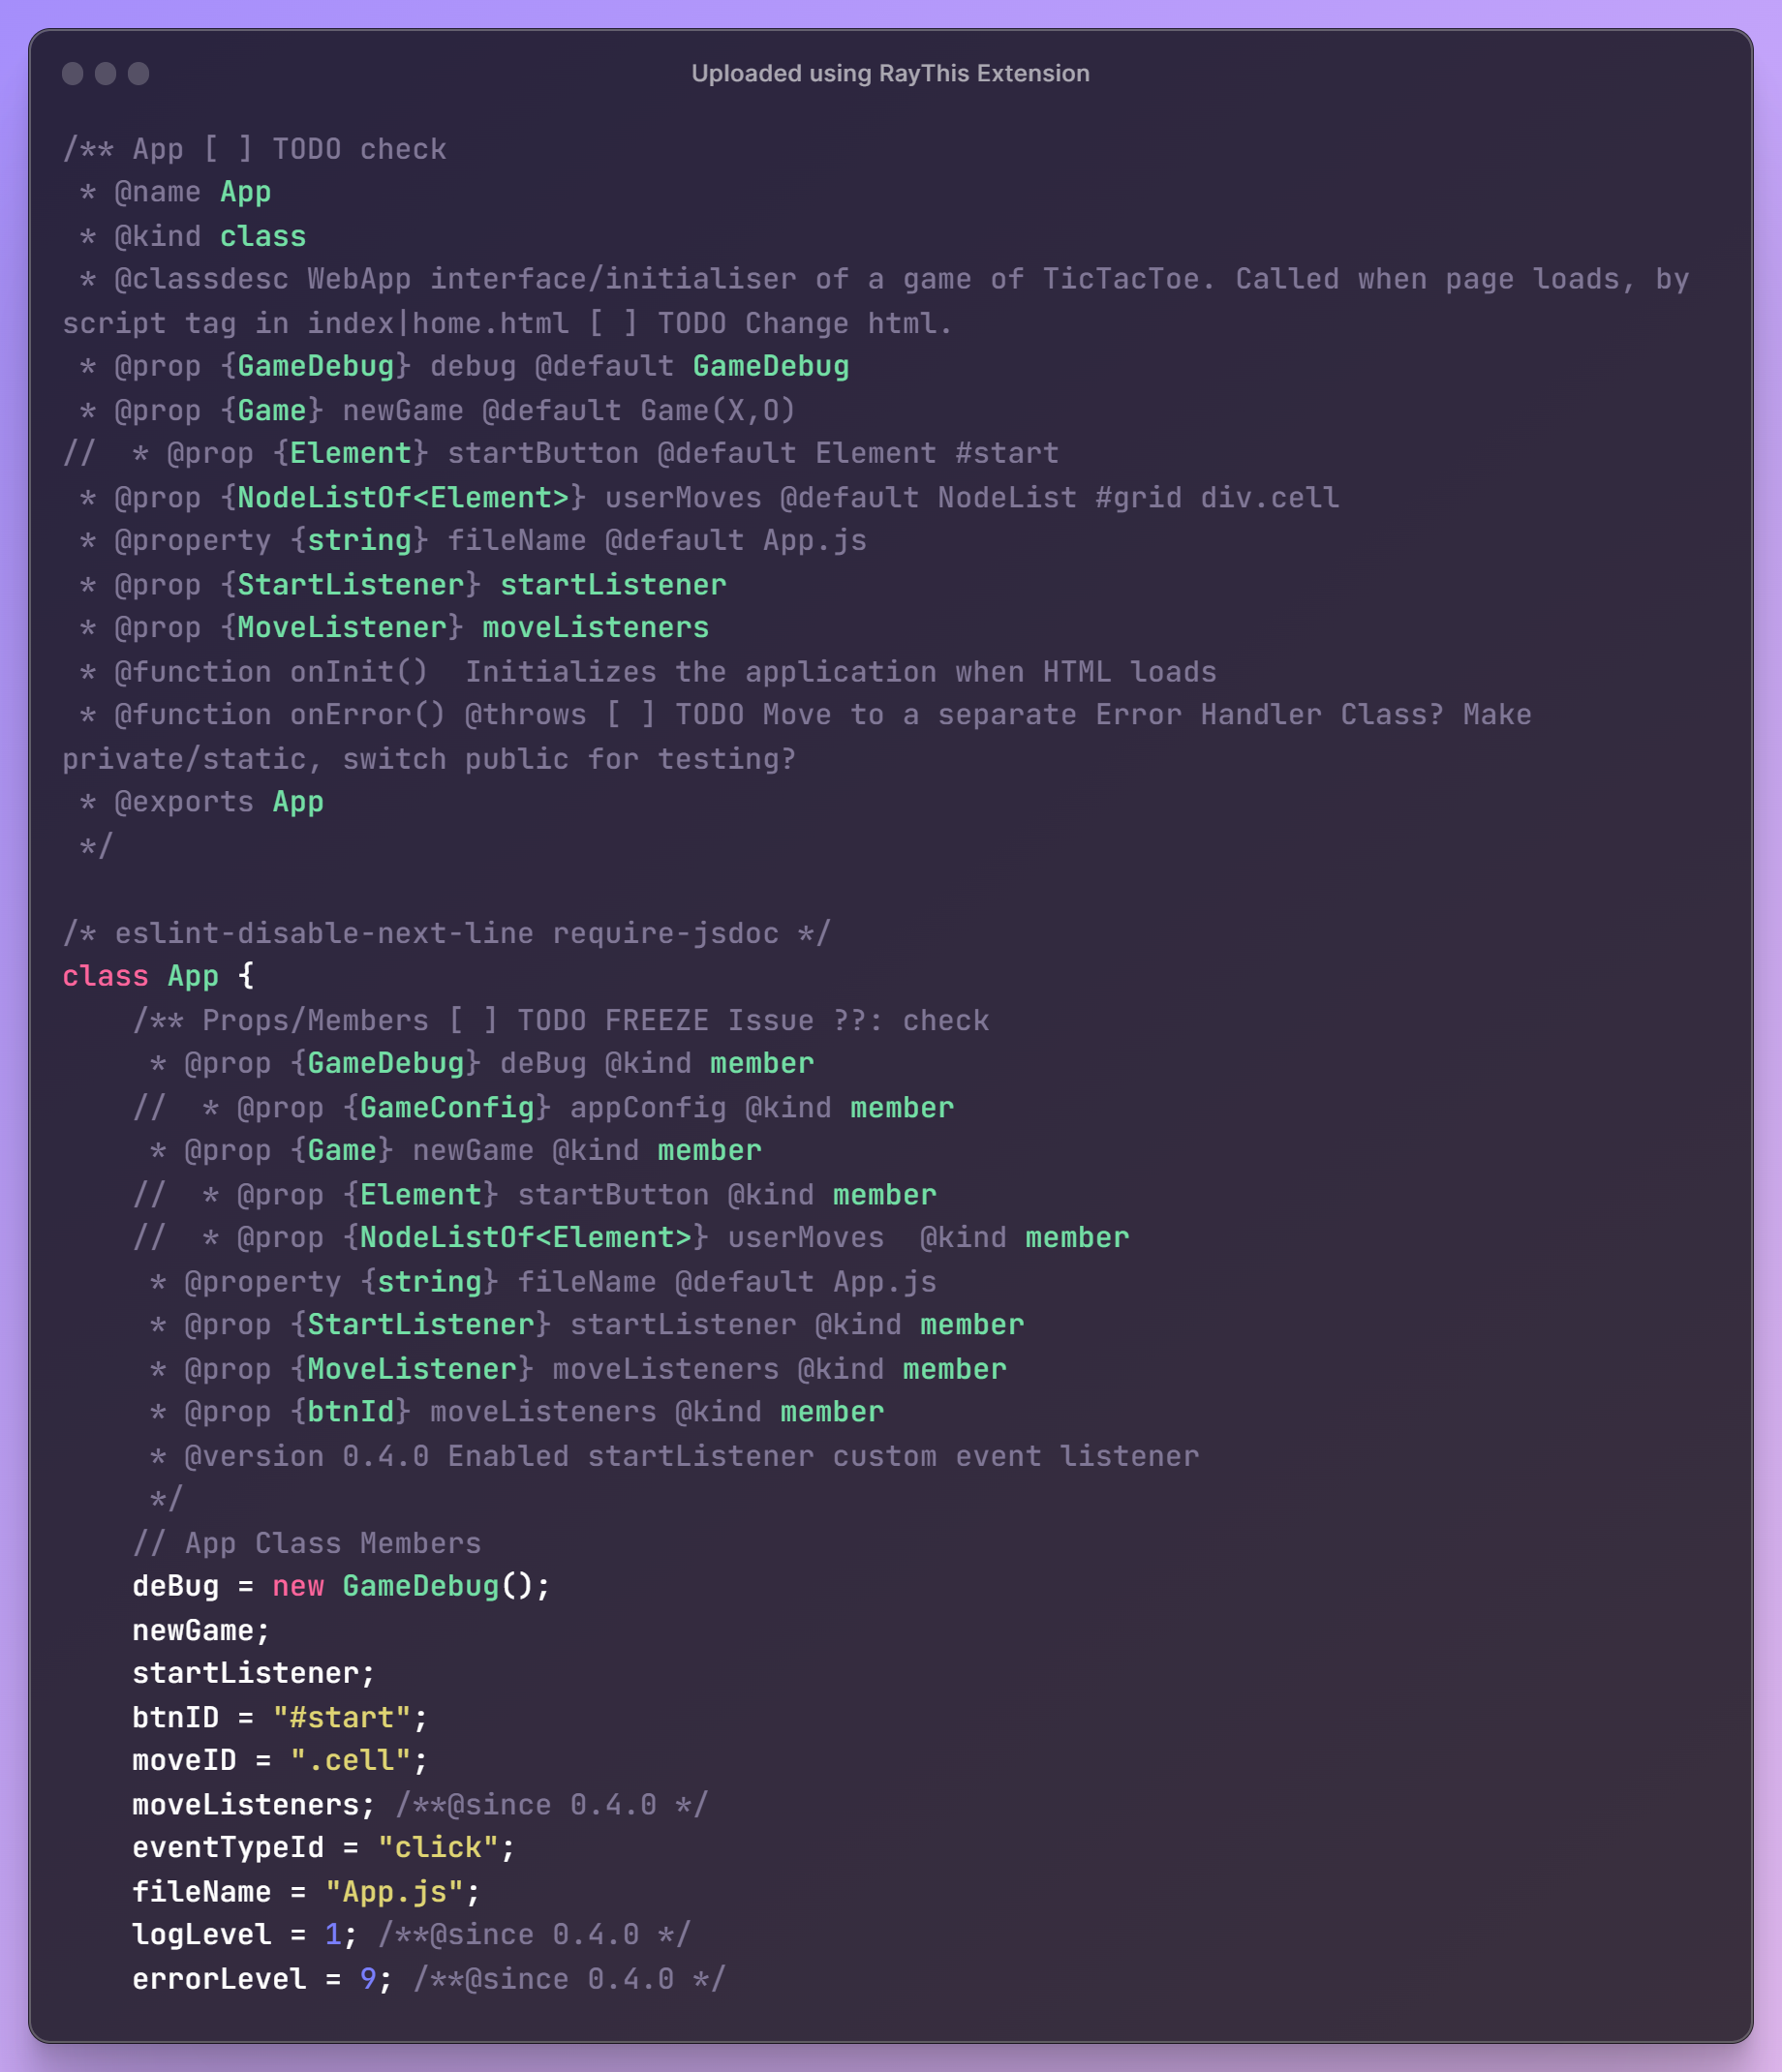 Uploaded using RayThis Extension
/** App [ ] TODO check
 * @name App
 * @kind class
 * @classdesc WebApp interface/initialiser of a game of TicTacToe. Called when page loads, by
script tag in index|home.html [ ] TODO Change html.
 * @prop {GameDebug} debug @default GameDebug
 * @prop {Game} newGame @default Game(X,O)
//  * @prop {Element} startButton @default Element #start
 * @prop {NodeListOf<Element>} userMoves @default NodeList #grid div.cell
 * @property {string} fileName @default App.js
 * @prop {StartListener} startListener
 * @prop {MoveListener} moveListeners
 * @function onInit()  Initializes the application when HTML loads
 * @function onError() @throws [ ] TODO Move to a separate Error Handler Class? Make
private/static, switch public for testing?
 * @exports App
 */

/* eslint-disable-next-line require-jsdoc */
class App {
    /** Props/Members [ ] TODO FREEZE Issue ??: check
     * @prop {GameDebug} deBug @kind member
    //  * @prop {GameConfig} appConfig @kind member
     * @prop {Game} newGame @kind member
    //  * @prop {Element} startButton @kind member
    //  * @prop {NodeListOf<Element>} userMoves  @kind member
     * @property {string} fileName @default App.js
     * @prop {StartListener} startListener @kind member
     * @prop {MoveListener} moveListeners @kind member
     * @prop {btnId} moveListeners @kind member
     * @version 0.4.0 Enabled startListener custom event listener
     */
    // App Class Members
    deBug = new GameDebug();
    newGame;
    startListener;
    btnID = "#start";
    moveID = ".cell";
    moveListeners; /**@since 0.4.0 */
    eventTypeId = "click";
    fileName = "App.js";
    logLevel = 1; /**@since 0.4.0 */
    errorLevel = 9; /**@since 0.4.0 */